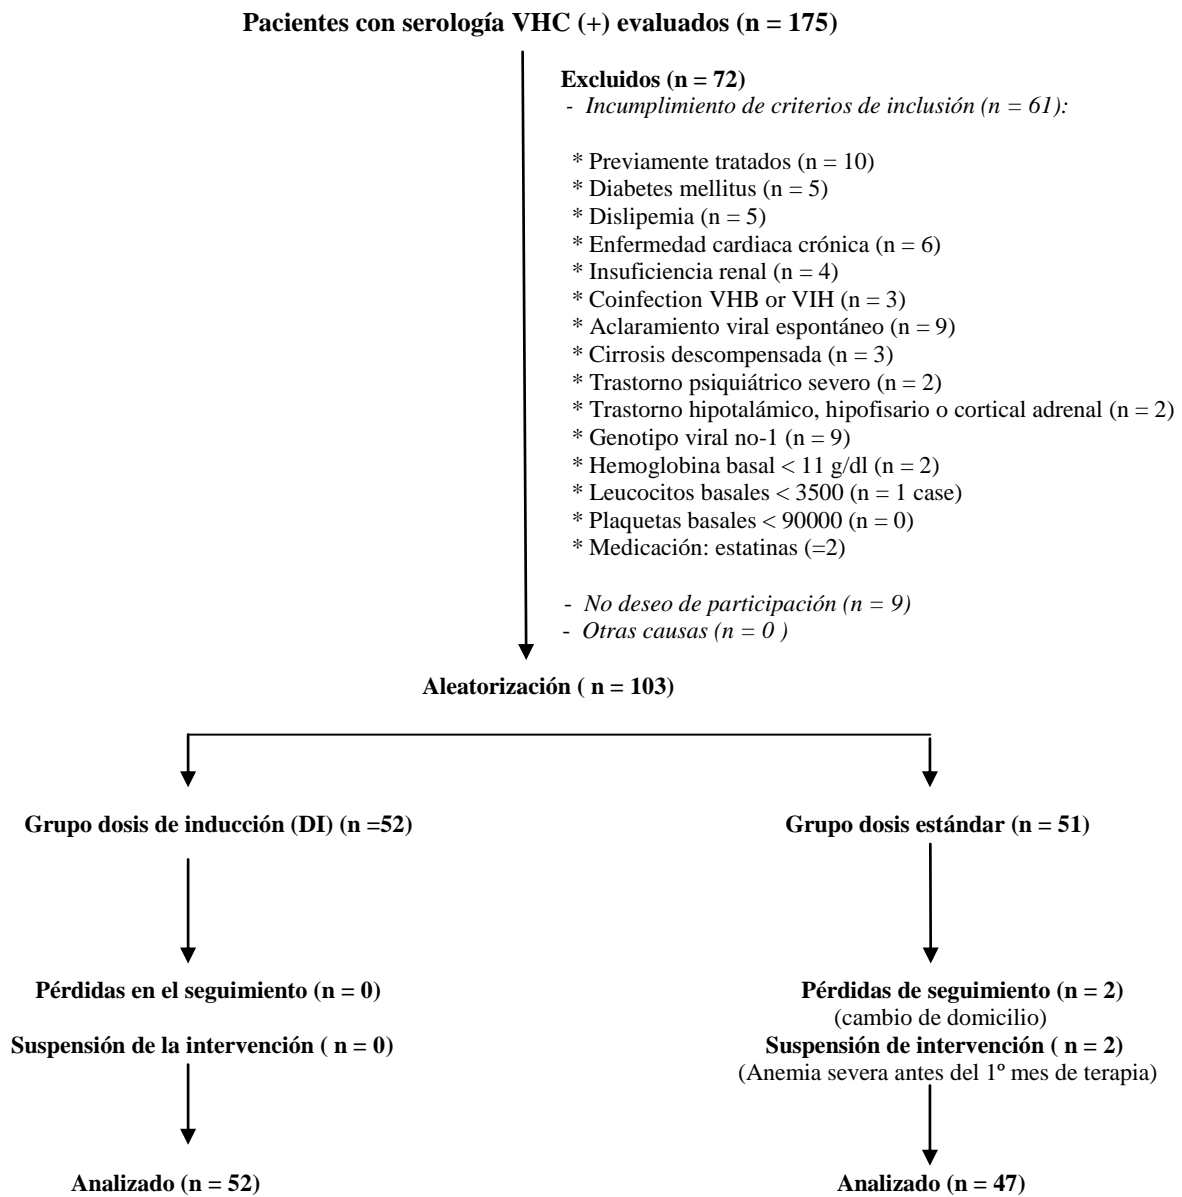 Pacientes con serología VHC (+) evaluados (n = 175)
Excluidos (n = 72)
- Incumplimiento de criterios de inclusión (n = 61):
* Previamente tratados (n = 10)
* Diabetes mellitus (n = 5)
* Dislipemia (n = 5)
* Enfermedad cardiaca crónica (n = 6)
* Insuficiencia renal (n = 4)
* Coinfection VHB or VIH (n = 3)
* Aclaramiento viral espontáneo (n = 9)
* Cirrosis descompensada (n = 3)
* Trastorno psiquiátrico severo (n = 2)
* Trastorno hipotalámico, hipofisario o cortical adrenal (n = 2)
* Genotipo viral no-1 (n = 9)
* Hemoglobina basal < 11 g/dl (n = 2)
* Leucocitos basales < 3500 (n = 1 case)
* Plaquetas basales < 90000 (n = 0)
* Medicación: estatinas (=2)
- No deseo de participación (n = 9)
- Otras causas (n = 0 )
Aleatorización ( n = 103)
Grupo dosis de inducción (DI) (n =52)
Grupo dosis estándar (n = 51)
Pérdidas en el seguimiento (n = 0)
Suspensión de la intervención ( n = 0)
Pérdidas de seguimiento (n = 2)
(cambio de domicilio)
Suspensión de intervención ( n = 2)
(Anemia severa antes del 1º mes de terapia)
Analizado (n = 52)
Analizado (n = 47)